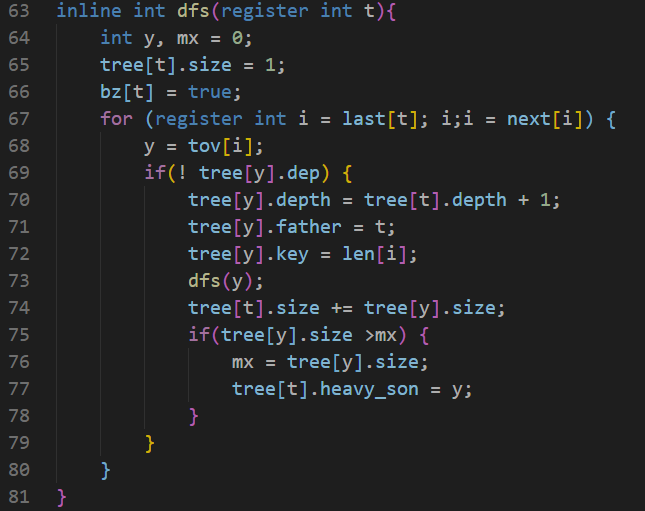 63 inline int dfs(register int t){
64     int y, mx = 0;
65     tree[t].size = 1;
66     bz[t] = true;
67     for (register int i = last[t]; i;i = next[i]) {
68         y = tov[i];
69         if(! tree[y].dep) {
70             tree[y].depth = tree[t].depth + 1;
71             tree[y].father = t;
72             tree[y].key = len[i];
73             dfs(y);
74             tree[t].size += tree[y].size;
75             if(tree[y].size >mx) {
76                 mx = tree[y].size;
77                 tree[t].heavy_son = y;
78             }
79         }
80     }
81 }